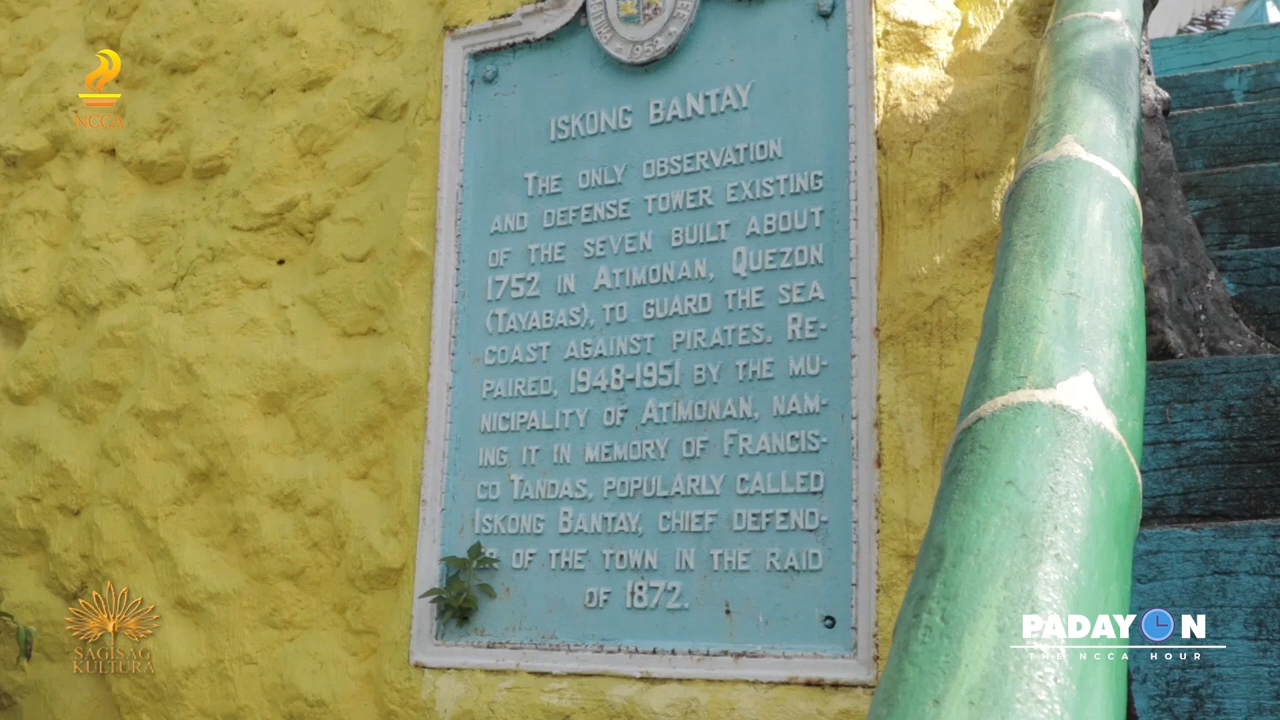 NCCA
1952
ISKONG BANTAY
THE ONLY OBSERVATION
AND DEFENSE TOWER EXISTING
OF THE SEVEN BUILT ABOUT
1752 IN ATIMONAN, QUEZON
(TAYABAS), TO GUARD THE SEA
COAST AGAINST PIRATES. RE-
PAIRED, 1948-1951 BY THE MU-
NICIPALITY OF ATIMONAN, NAM-
ING IT IN MEMORY OF FRANCIS-
CO TANDAS, POPULARLY CALLED
ISKONG BANTAY, CHIEF DEFEND-
OF THE TOWN IN THE RAID
OF 1872.
SAGISAG
KULTURA
PADAYON
THE NCCA HOUR